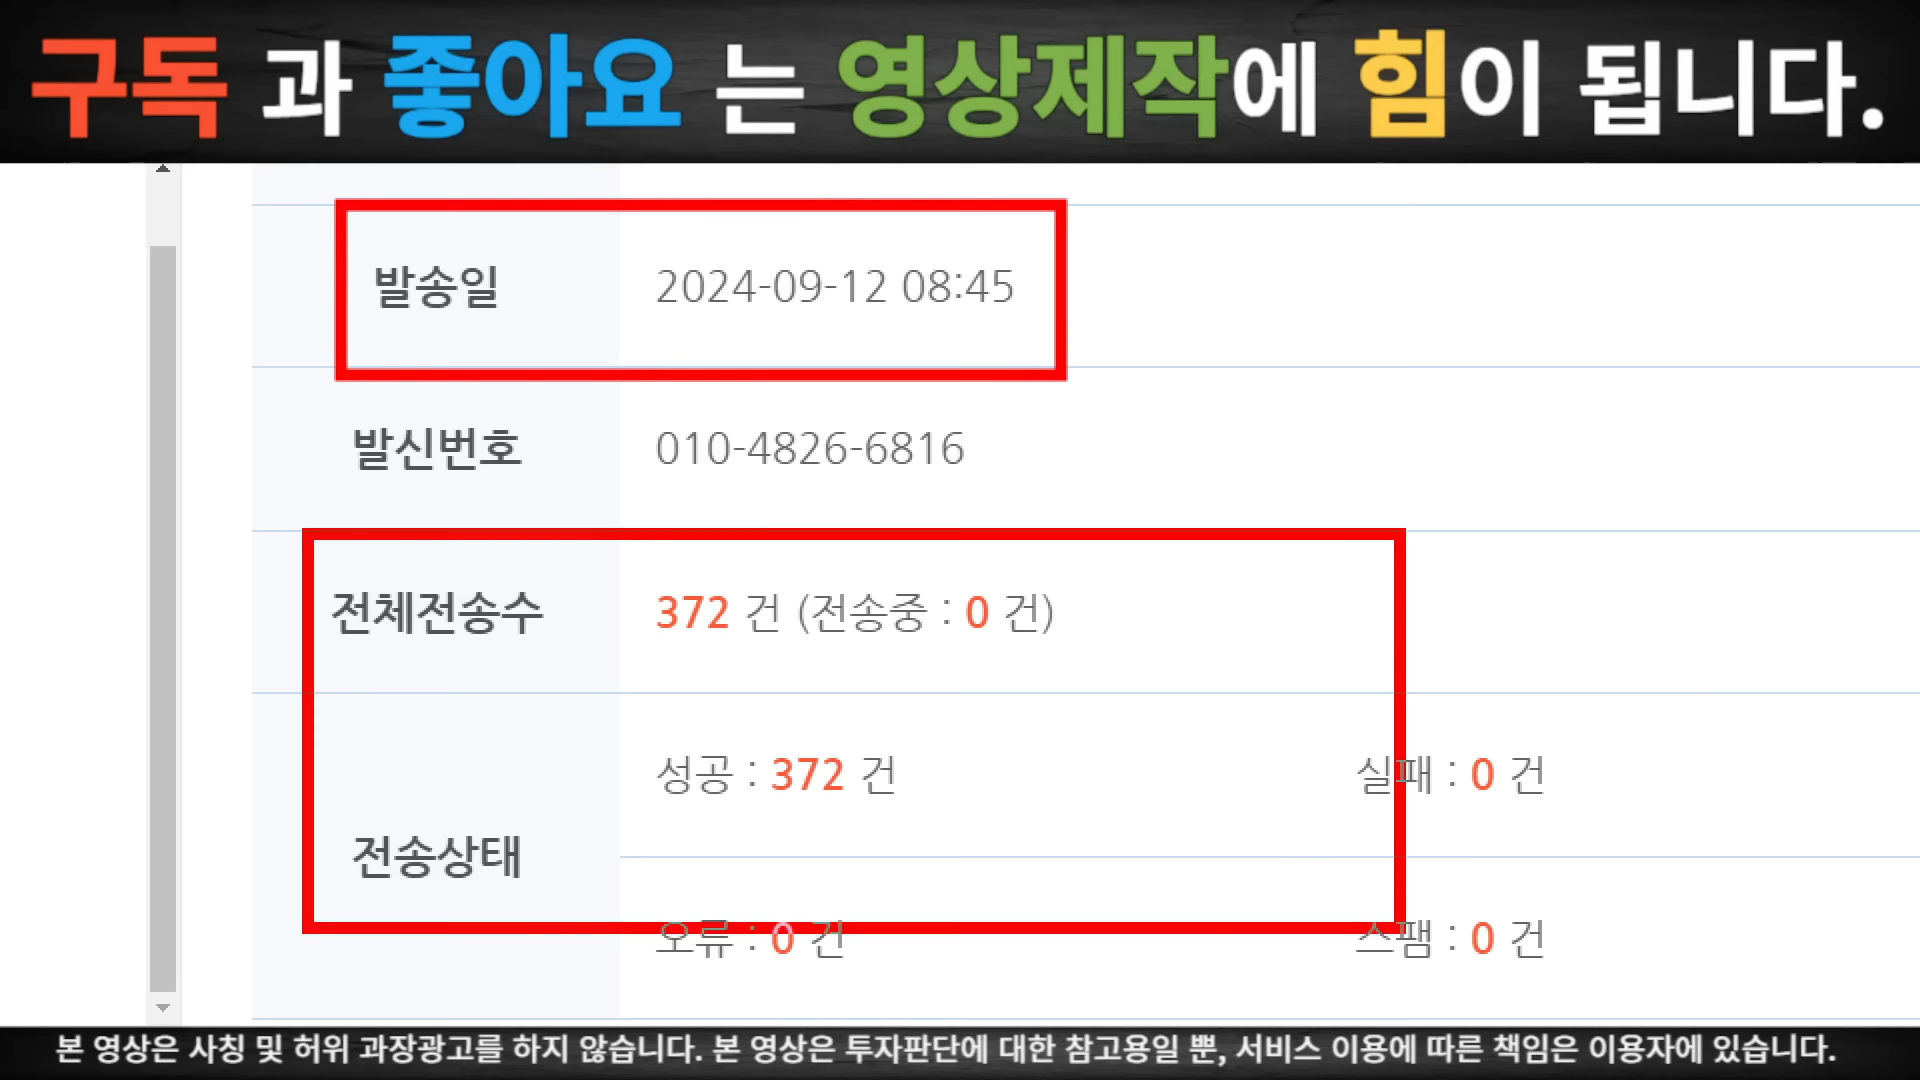 구독 과 좋아요 는 영상제작에 힘이 됩니다.
발송일 2024-09-12 08:45
발신번호 010-4826-6816
전체전송수 372 건 (전송중 : 0 건)
성공 : 372 건 실패 : 0 건
전송상태
오류 : 0 건 스팸 : 0 건
본 영상은 사칭 및 허위 과장광고를 하지 않습니다. 본 영상은 투자판단에 대한 참고용일 뿐, 서비스 이용에 따른 책임은 이용자에 있습니다.